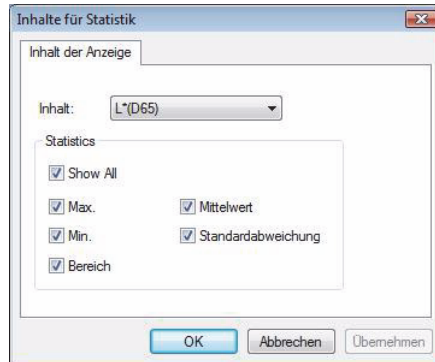 Inhalte für Statistik
Inhalt der Anzeige
Inhalt: L*(D65)
Statistics
Show All
Max. Mittelwert
Min. Standardabweichung
Bereich
OK Abbrechen Übernehmen